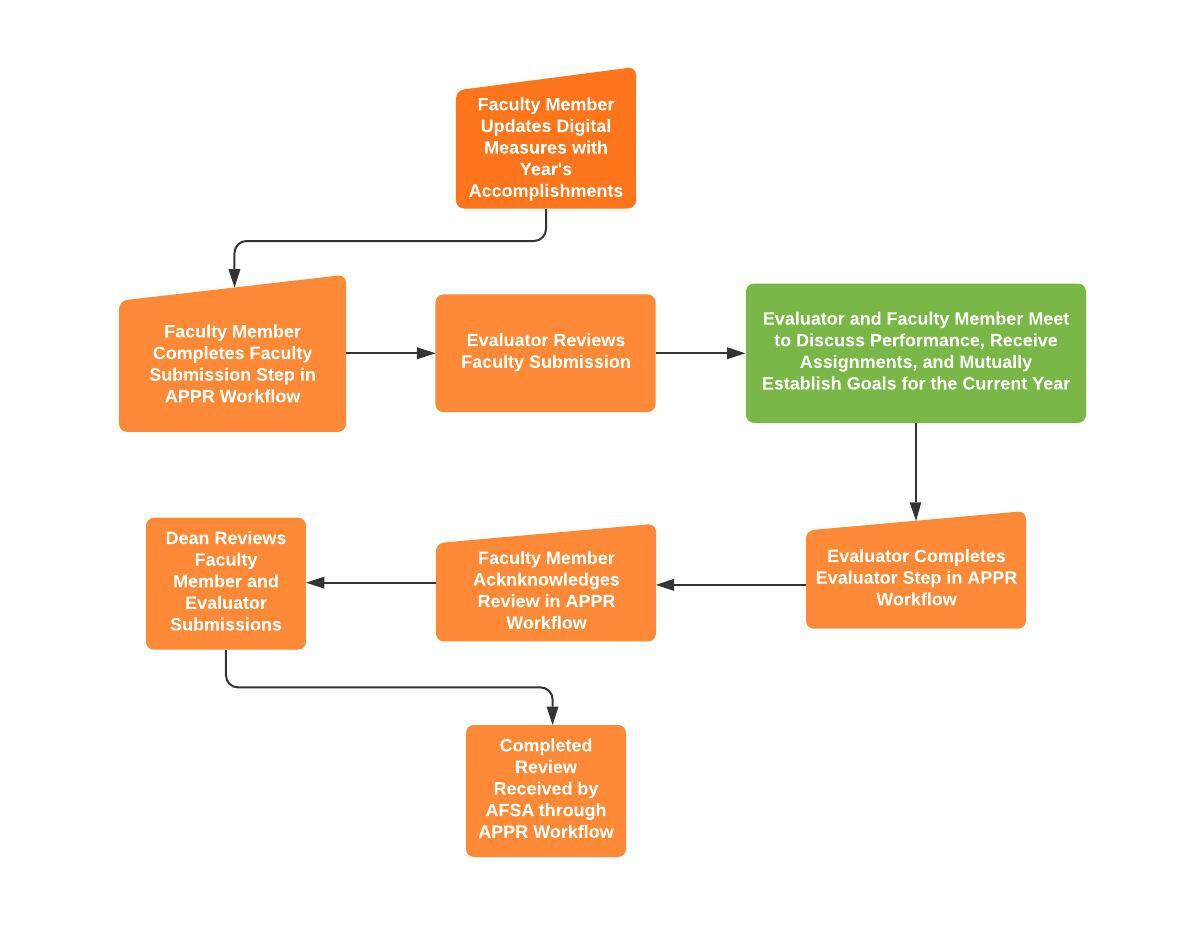 Faculty Member
Updates Digital
Measures with
Year's
Accomplishments
Faculty Member
Completes Faculty
Submission Step in
APPR Workflow
Evaluator Reviews
Faculty Submission
Evaluator and Faculty Member Meet
to Discuss Performance, Receive
Assignments, and Mutually
Establish Goals for the Current Year
Evaluator Completes
Evaluator Step in APPR
Workflow
Faculty Member
Acknknowledges
Review in APPR
Workflow
Dean Reviews
Faculty
Member and
Evaluator
Submissions
Completed
Review
Received by
AFSA through
APPR Workflow